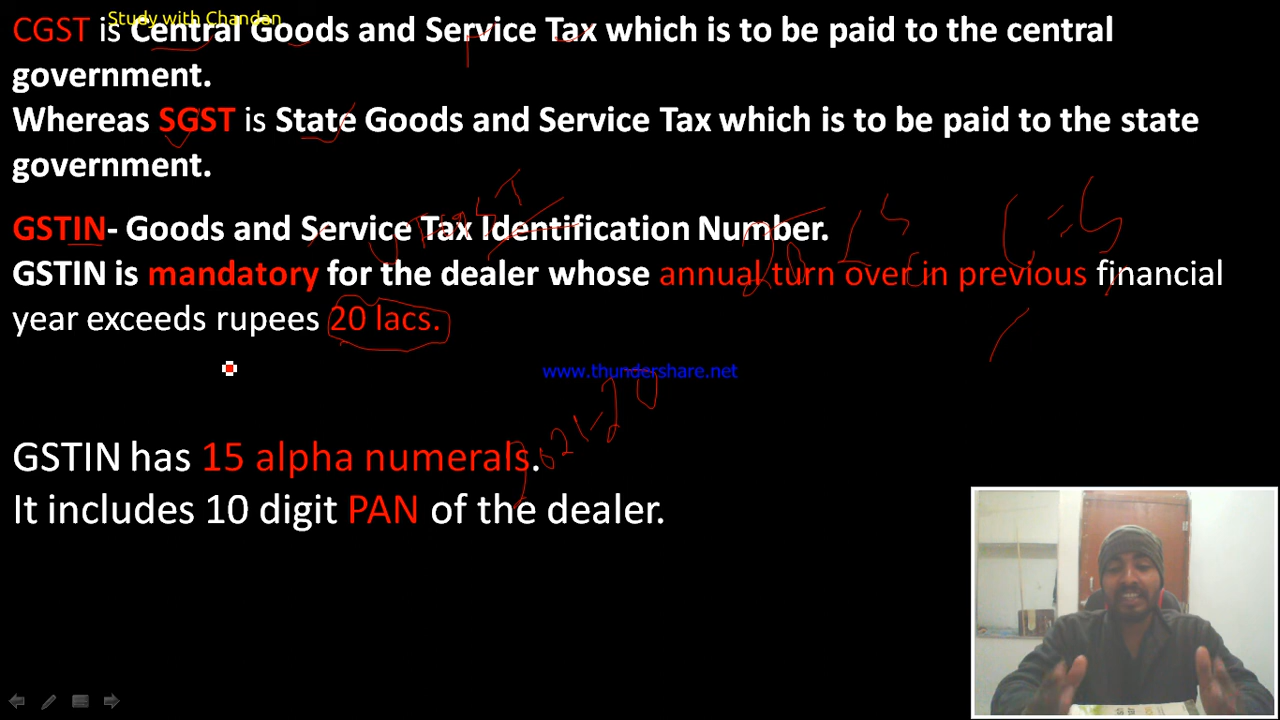 Study with Chandan
CGST is Central Goods and Service Tax which is to be paid to the central
government.
Whereas SGST is State Goods and Service Tax which is to be paid to the state
government.
GSTIN- Goods and Service Tax Identification Number.
GSTIN is mandatory for the dealer whose annual turn over in previous financial
year exceeds rupees 20 lacs.
www.thundershare.net
GSTIN has 15 alpha numerals.
It includes 10 digit PAN of the dealer.